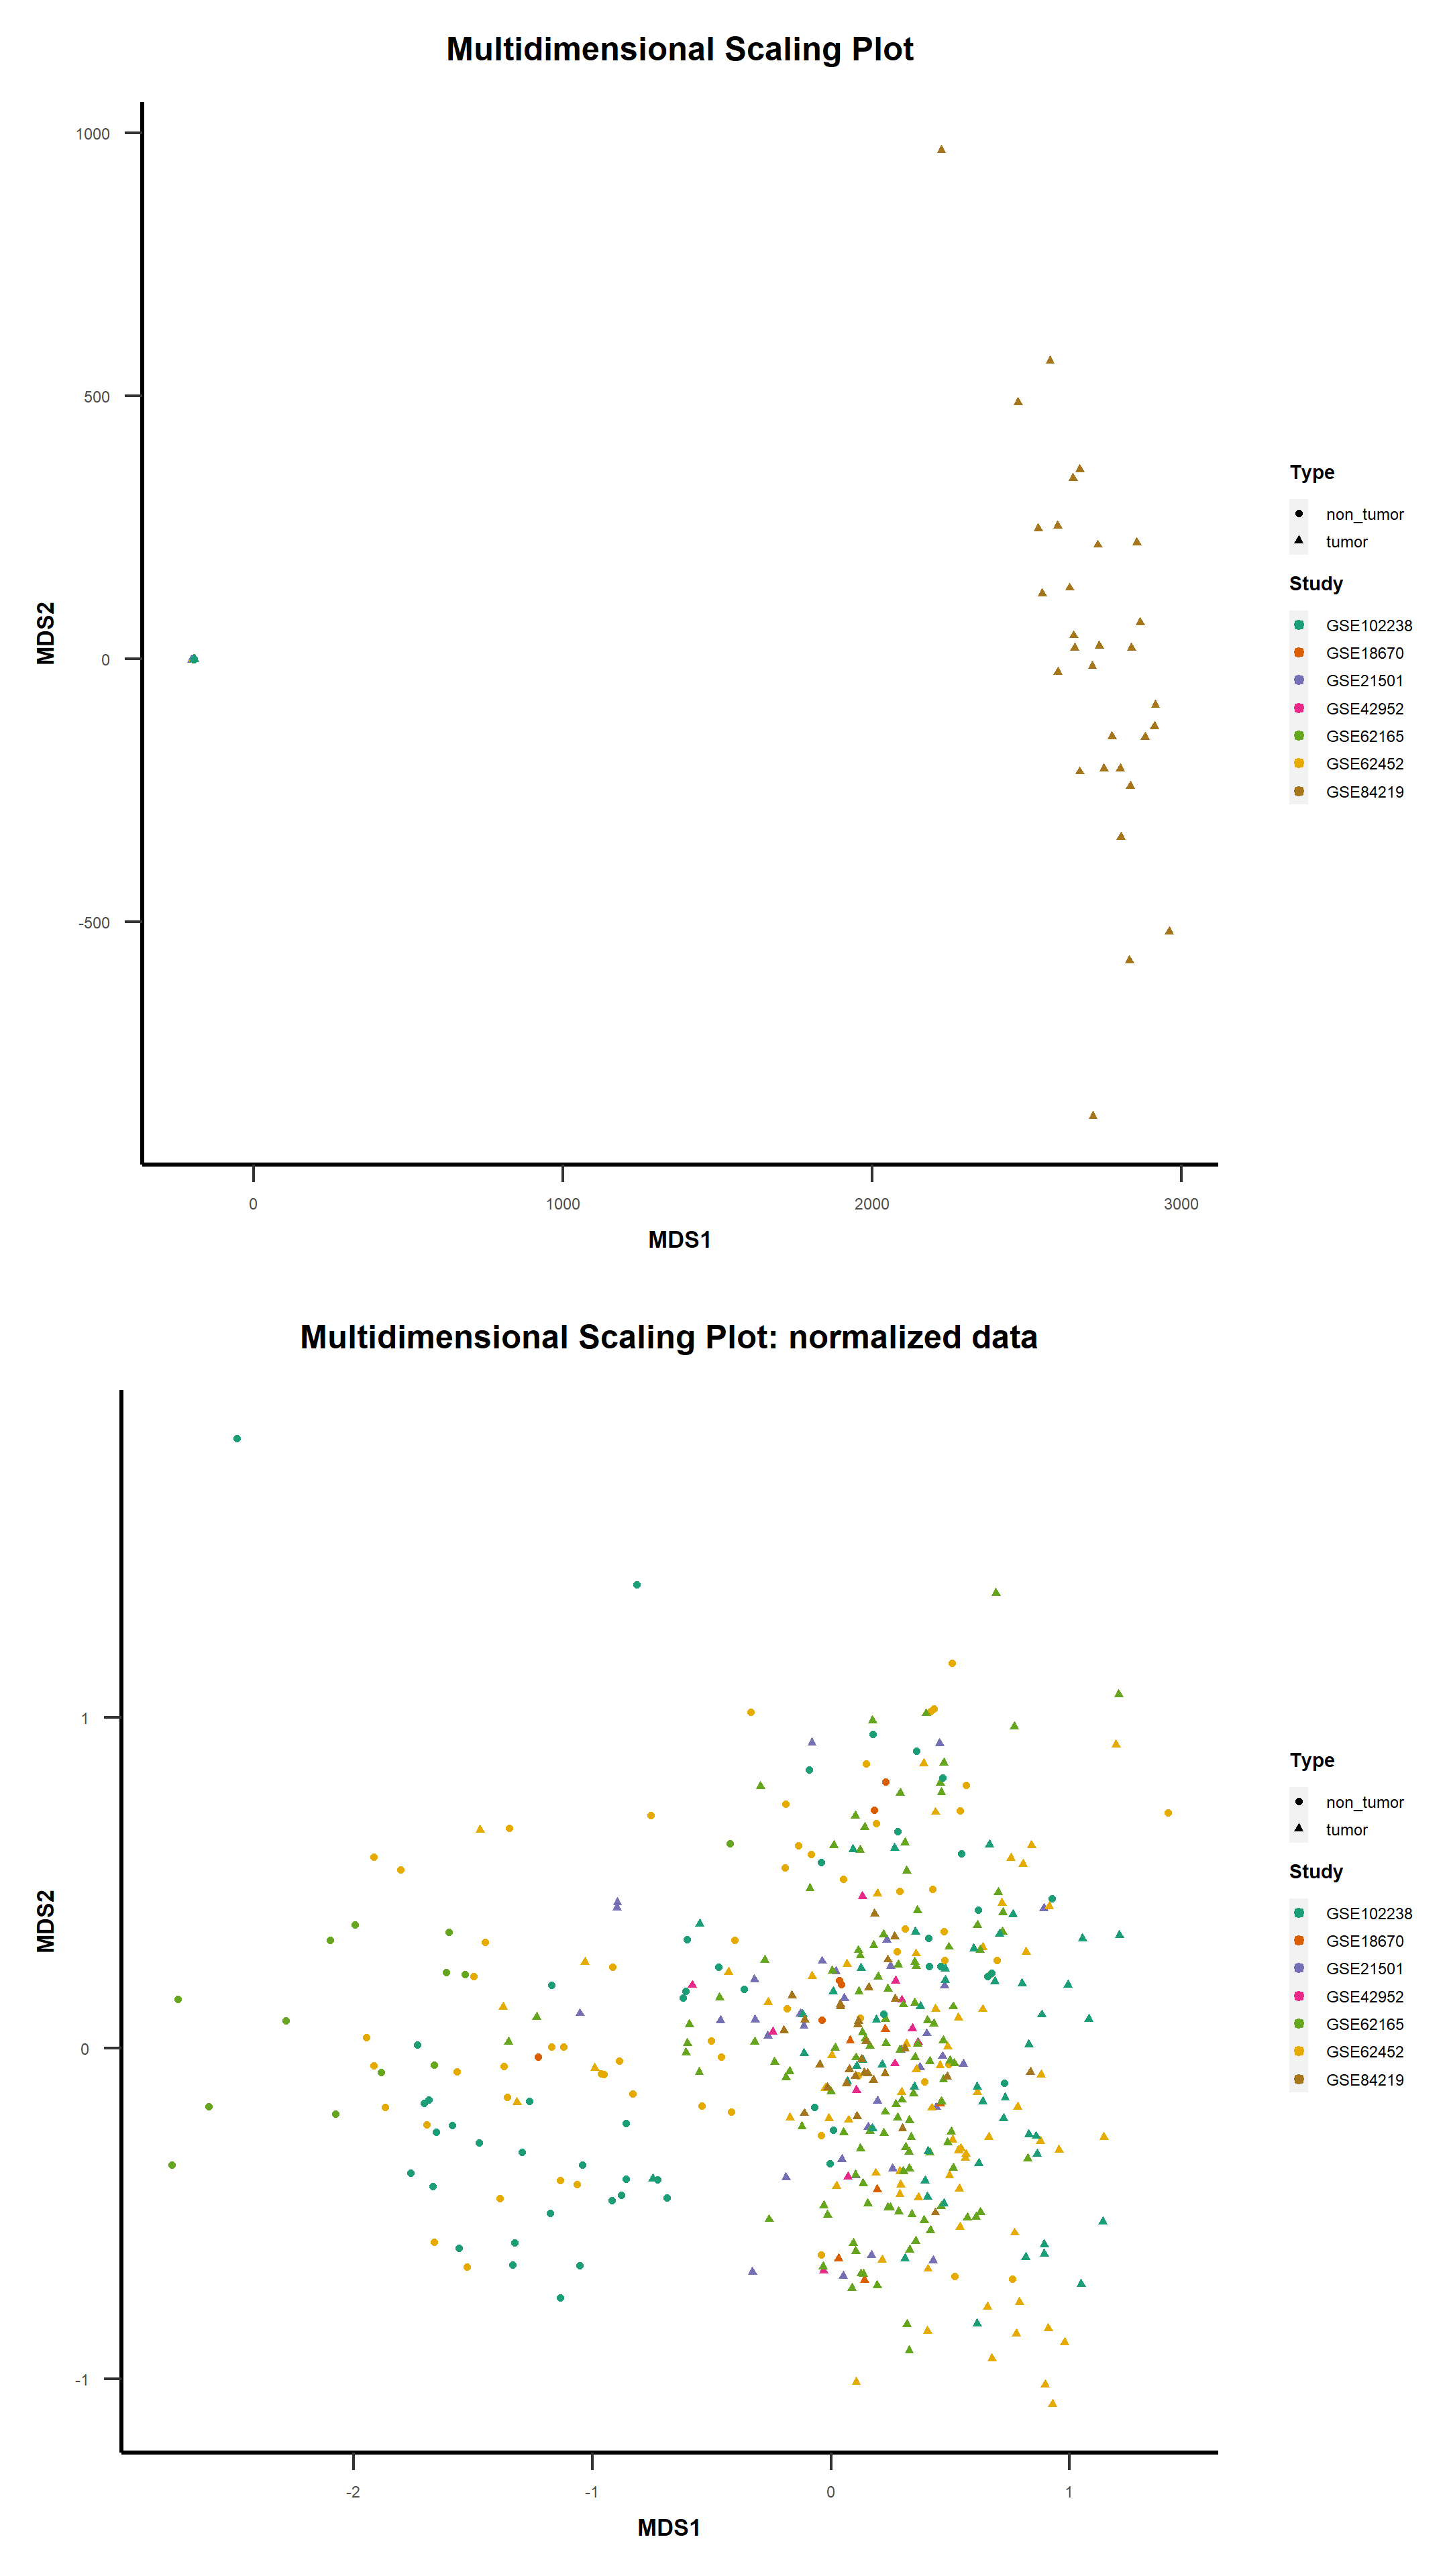 Multidimensional Scaling Plot
1000
500
0
-500
MDS2
0
1000
2000
3000
MDS1
Type
non_tumor
tumor
Study
GSE102238
GSE18670
GSE21501
GSE42952
GSE62165
GSE62452
GSE84219
Multidimensional Scaling Plot: normalized data
1
0
-1
MDS2
-2
-1
0
1
MDS1
Type
non_tumor
tumor
Study
GSE102238
GSE18670
GSE21501
GSE42952
GSE62165
GSE62452
GSE84219